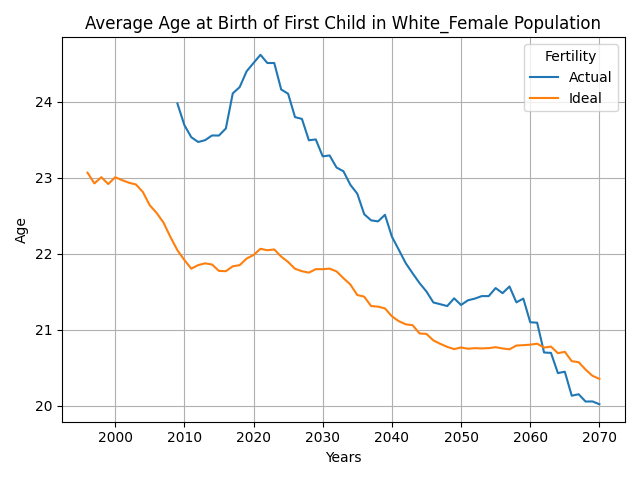 Average Age at Birth of First Child in White_Female Population
Fertility
Actual
Ideal
24
23
22
21
20
Age
2000
2010
2020
2030
2040
2050
2060
2070
Years